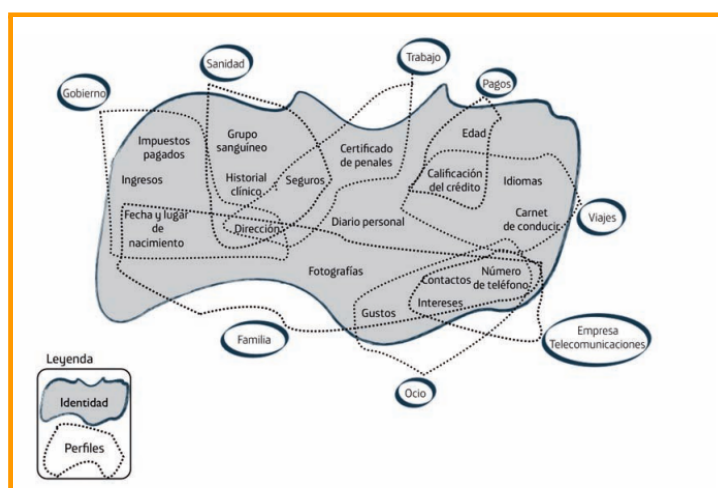 Sanidad
Trabajo
Gobierno
Pagos
Impuestos
pagados
Grupo
sanguíneo
Certificado
de penales
Edad
Ingresos
Historial
clínico
Seguros
Calificación
del crédito
Idiomas
Fecha y lugar
de
nacimiento
Dirección
Diario personal
Carnet
de conducir
Viajes
Fotografías
Contactos
Número
de teléfono
Gustos
Intereses
Familia
Empresa
Telecomunicaciones
Ocio
Leyenda
Identidad
Perfiles